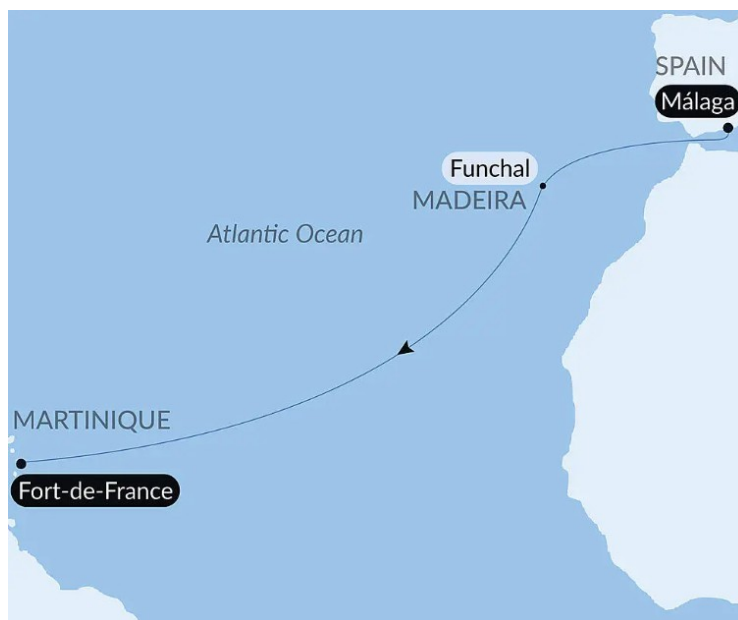 SPAIN
Málaga
Funchal
MADEIRA
Atlantic Ocean
MARTINIQUE
Fort-de-France